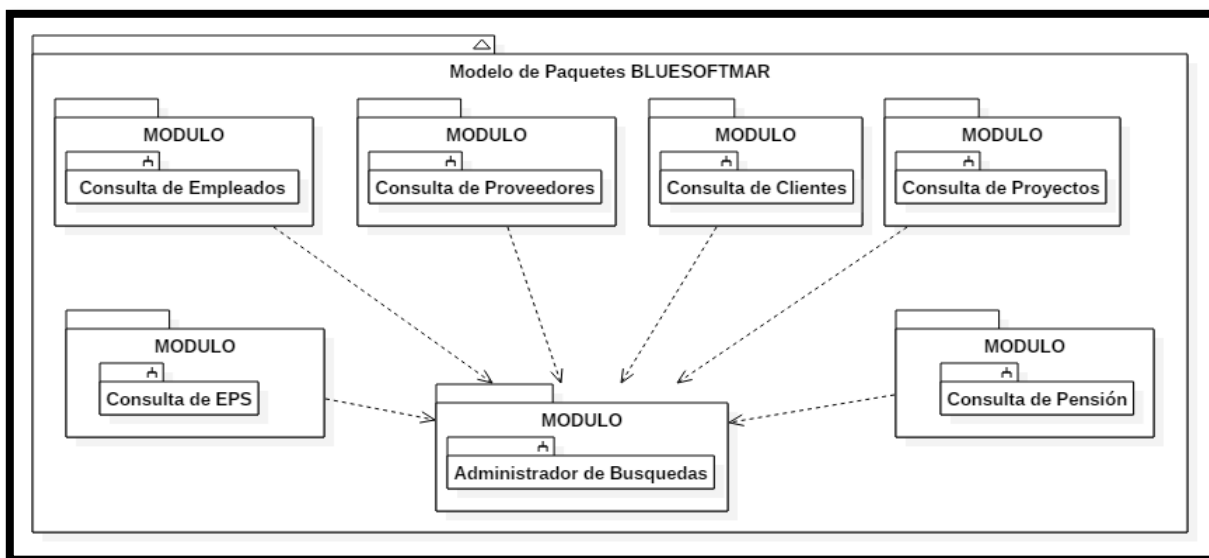 Modelo de Paquetes BLUESOFTMAR
MODULO
Consulta de Empleados
MODULO
Consulta de Proveedores
MODULO
Consulta de Clientes
MODULO
Consulta de Proyectos
MODULO
Consulta de EPS
MODULO
Administrador de Busquedas
MODULO
Consulta de Pensión